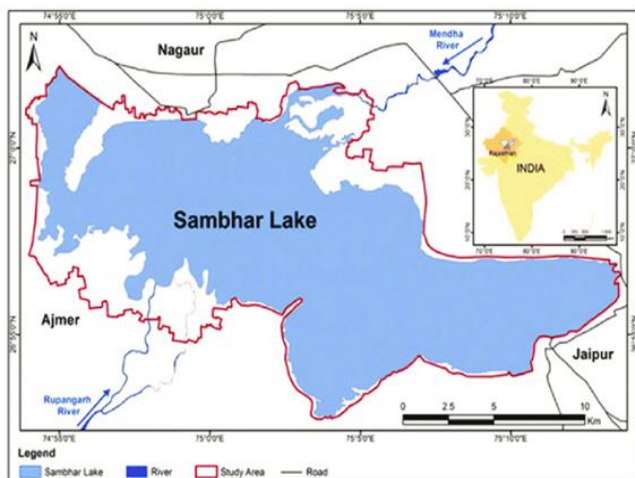 74°55'0"E 75°0'0"E 75°5'0"E 75°10'0"E
N
Nagaur
Mendha
River
N
Rajasthan
INDIA
Sambhar Lake
Ajmer
Jaipur
Rupangarh
River
0 2.5 5 10
Km
74°55'0"E 75°0'0"E 75°5'0"E 75°10'0"E
Legend
Sambhar Lake River Study Area Road